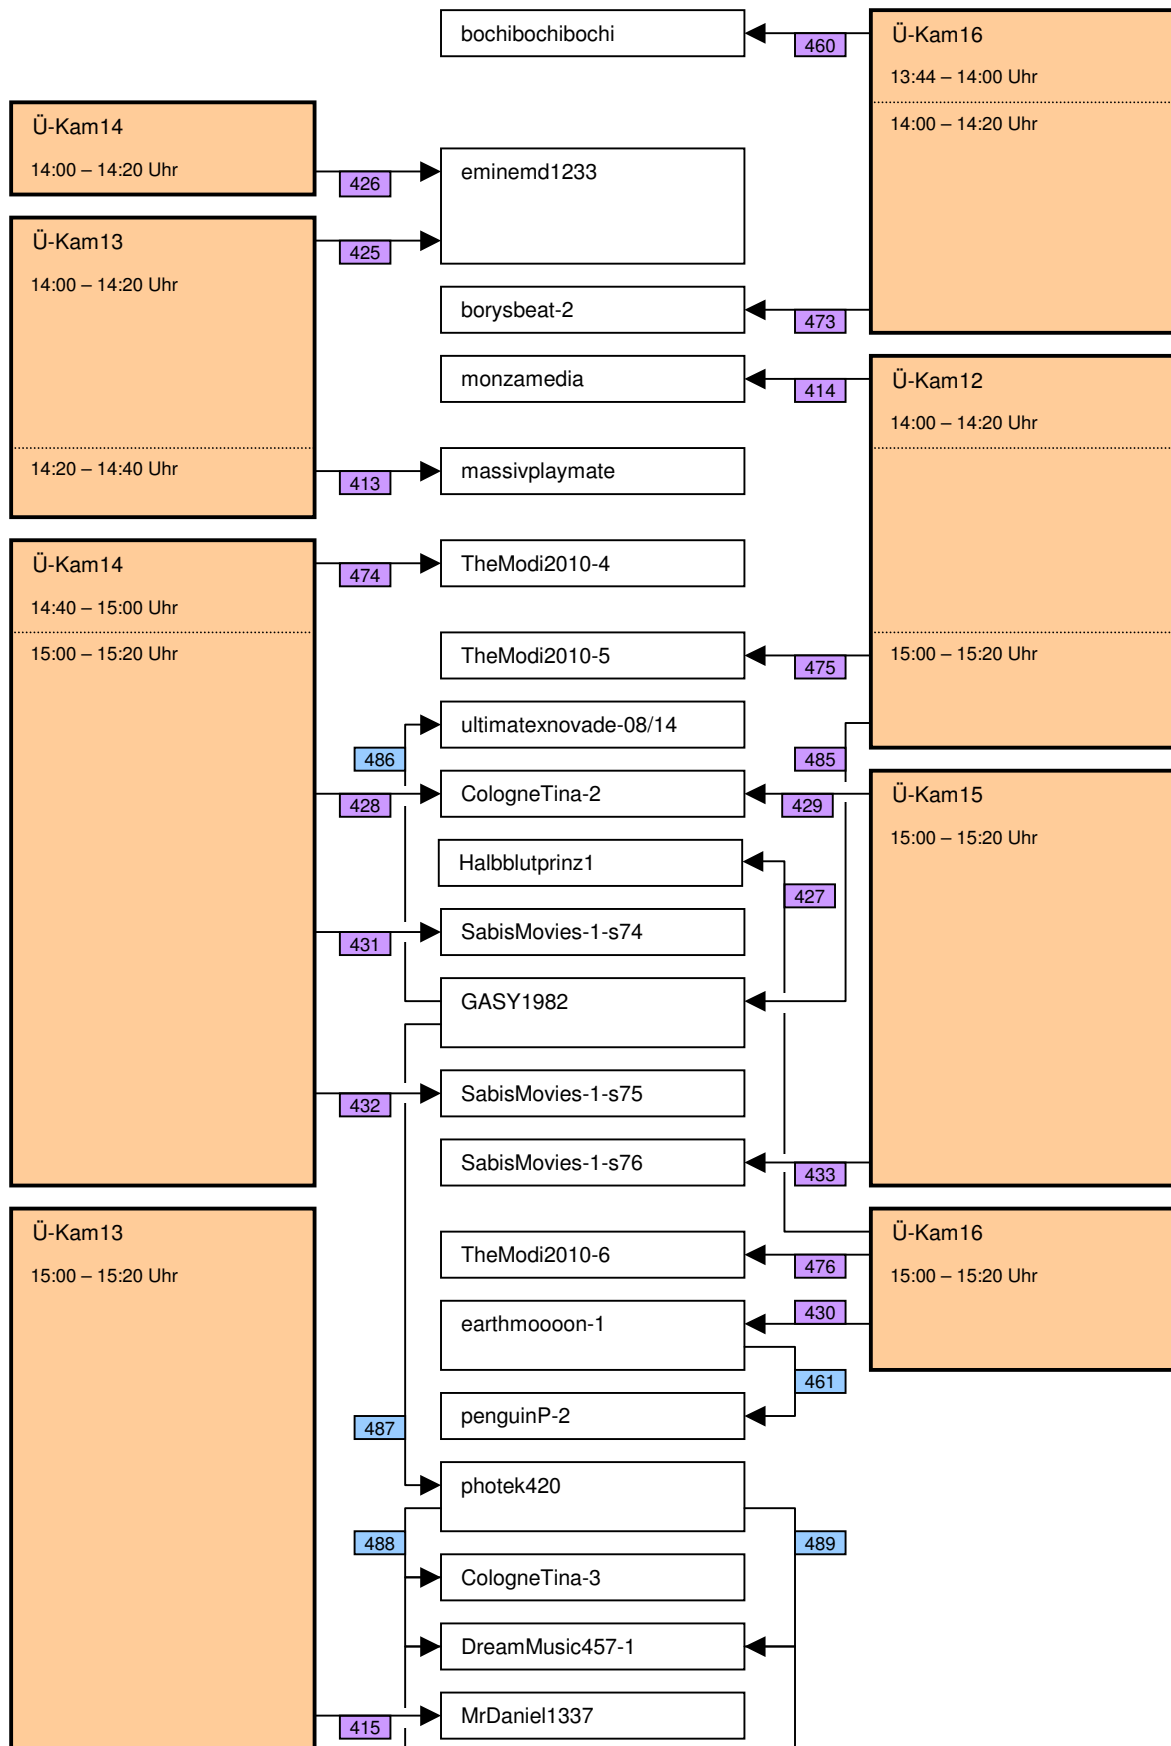 bochibochibochi
460
Ü-Kam16
13:44 – 14:00 Uhr
14:00 – 14:20 Uhr
Ü-Kam14
14:00 – 14:20 Uhr
426
eminemd1233
Ü-Kam13
425
14:00 – 14:20 Uhr
borysbeat-2
473
monzamedia
414
Ü-Kam12
14:00 – 14:20 Uhr
14:20 – 14:40 Uhr
413
massivplaymate
Ü-Kam14
474
TheModi2010-4
14:40 – 15:00 Uhr
15:00 – 15:20 Uhr
TheModi2010-5
475
15:00 – 15:20 Uhr
ultimatexnovade-08/14
486
485
428
CologneTina-2
429
Ü-Kam15
15:00 – 15:20 Uhr
Halbblutprinz1
427
431
SabisMovies-1-s74
GASY1982
432
SabisMovies-1-s75
SabisMovies-1-s76
433
Ü-Kam13
15:00 – 15:20 Uhr
TheModi2010-6
476
Ü-Kam16
15:00 – 15:20 Uhr
earthmoooon-1
430
461
penguinP-2
487
photek420
488
489
CologneTina-3
DreamMusic457-1
415
MrDaniel1337